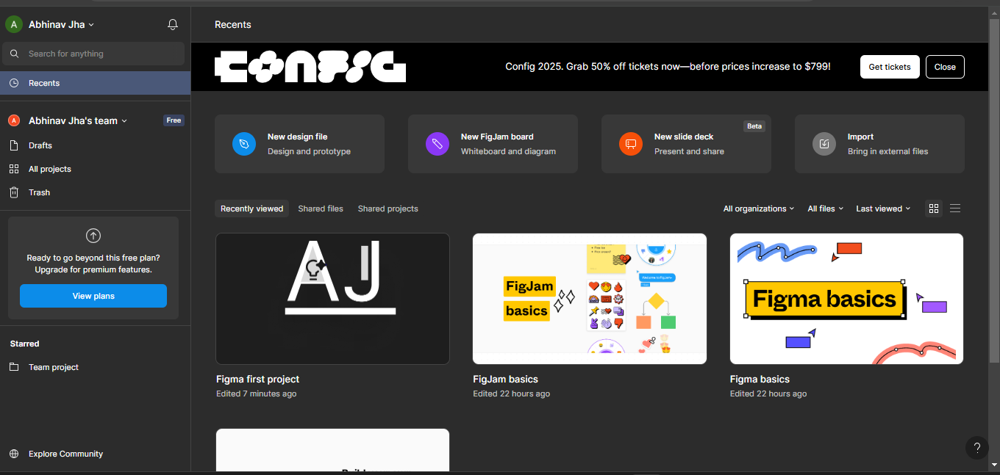 A
Abhinav Jha
Search for anything
Recents
A
Abhinav Jha's team
Free
Drafts
All projects
Trash
Ready to go beyond this free plan?
Upgrade for premium features.
View plans
Starred
Team project
Explore Community
Recents
CONFIG
Config 2025. Grab 50% off tickets now—before prices increase to $799!
Get tickets
Close
New design file
Design and prototype
New FigJam board
Whiteboard and diagram
Beta
New slide deck
Present and share
Import
Bring in external files
Recently viewed
Shared files
Shared projects
All organizations
All files
Last viewed
AJ
FigJam
basics
Welcome to FigJam
Figma basics
Figma first project
Edited 7 minutes ago
FigJam basics
Edited 22 hours ago
Figma basics
Edited 22 hours ago
?